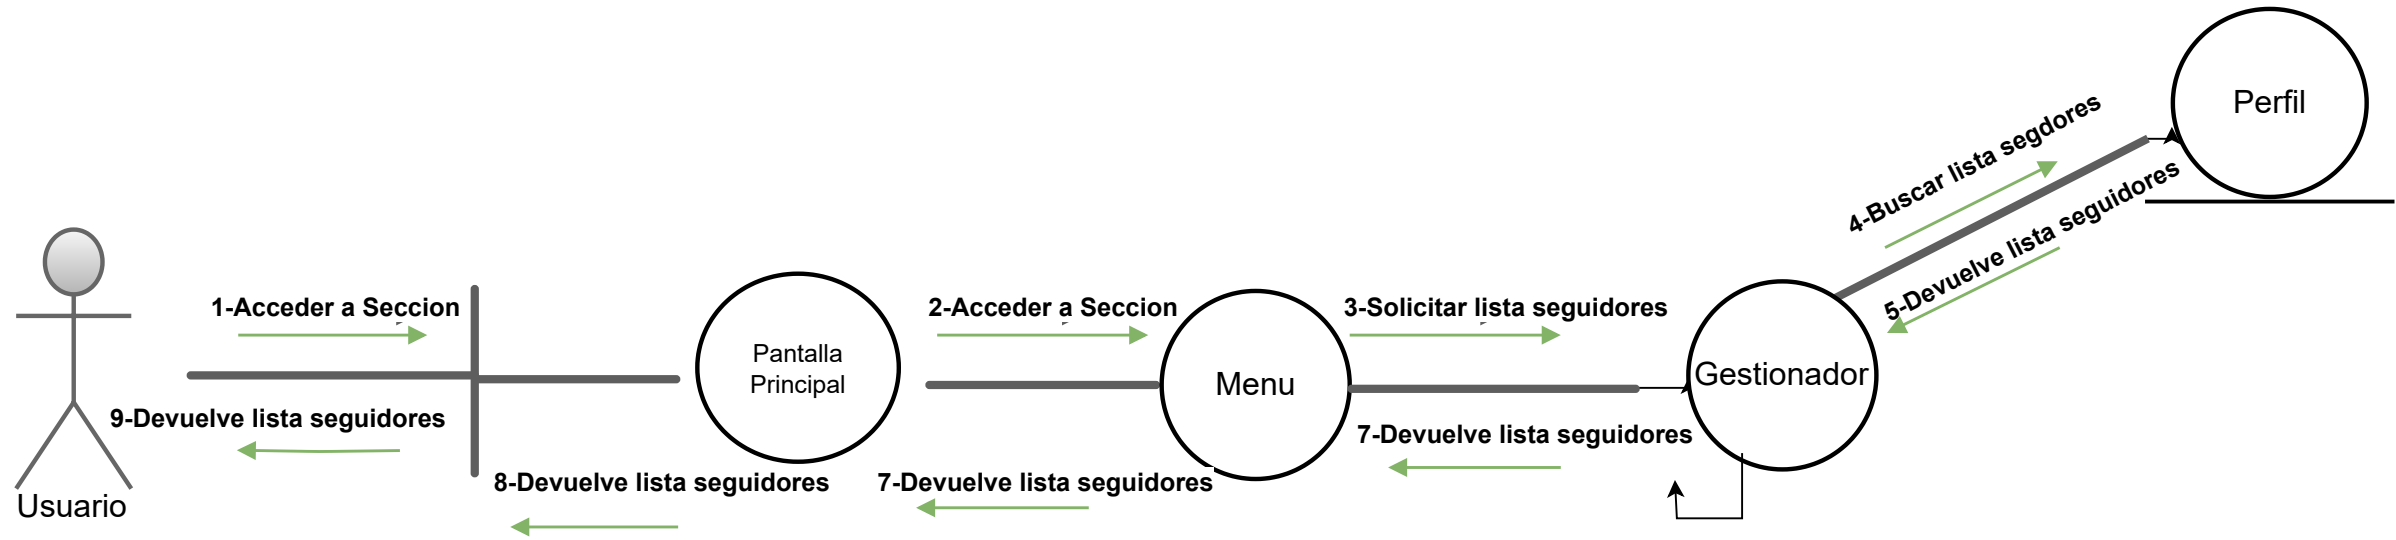 Perfil
4-Buscar lista segdores
5-Devuelve lista seguidores
1-Acceder a Seccion
2-Acceder a Seccion
3-Solicitar lista seguidores
Pantalla
Principal
Menu
Gestionador
9-Devuelve lista seguidores
7-Devuelve lista seguidores
8-Devuelve lista seguidores
7-Devuelve lista seguidores
Usuario